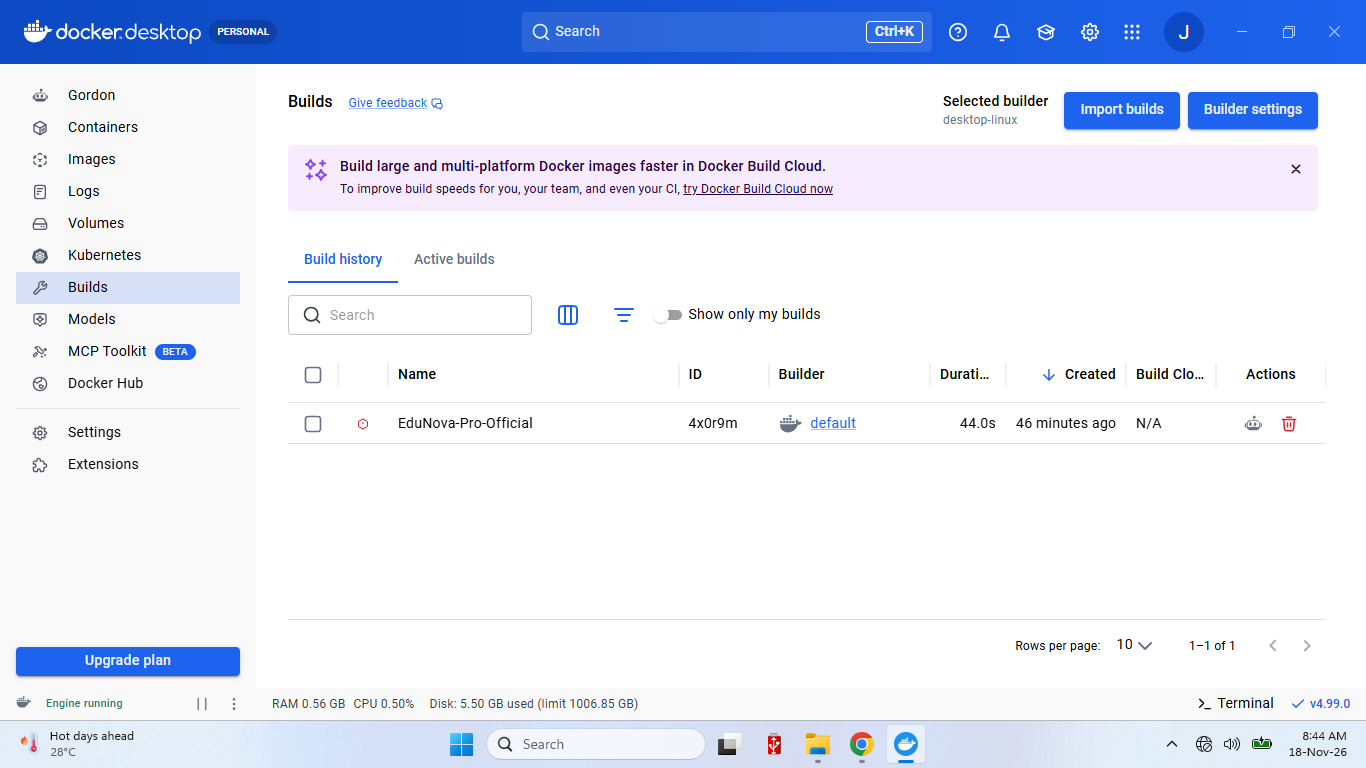 docker.desktop PERSONAL
Search
Ctrl+K
J
Gordon
Containers
Images
Logs
Volumes
Kubernetes
Builds
Models
MCP Toolkit BETA
Docker Hub
Settings
Extensions
Upgrade plan
Builds Give feedback
Selected builder
desktop-linux
Import builds
Builder settings
Build large and multi-platform Docker images faster in Docker Build Cloud.
To improve build speeds for you, your team, and even your CI, try Docker Build Cloud now
Build history Active builds
Search
Show only my builds
Name ID Builder Durati... Created Build Clo... Actions
EduNova-Pro-Official 4x0r9m default 44.0s 46 minutes ago N/A
Rows per page: 10 1–1 of 1
Engine running
RAM 0.56 GB CPU 0.50% Disk: 5.50 GB used (limit 1006.85 GB)
Terminal
v4.99.0
Hot days ahead
28°C
Search
8:44 AM
18-Nov-26